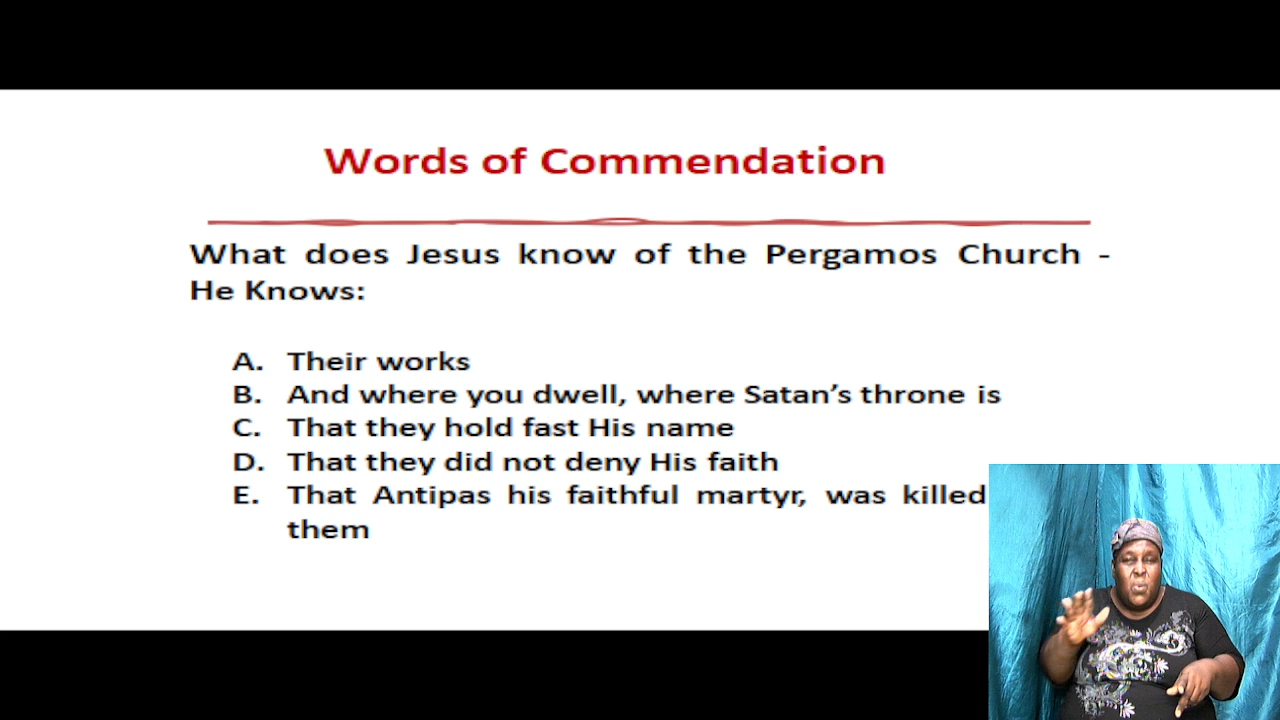 Words of Commendation
What does Jesus know of the Pergamos Church -
He Knows:
A. Their works
B. And where you dwell, where Satan's throne is
C. That they hold fast His name
D. That they did not deny His faith
E. That Antipas his faithful martyr, was killed
them